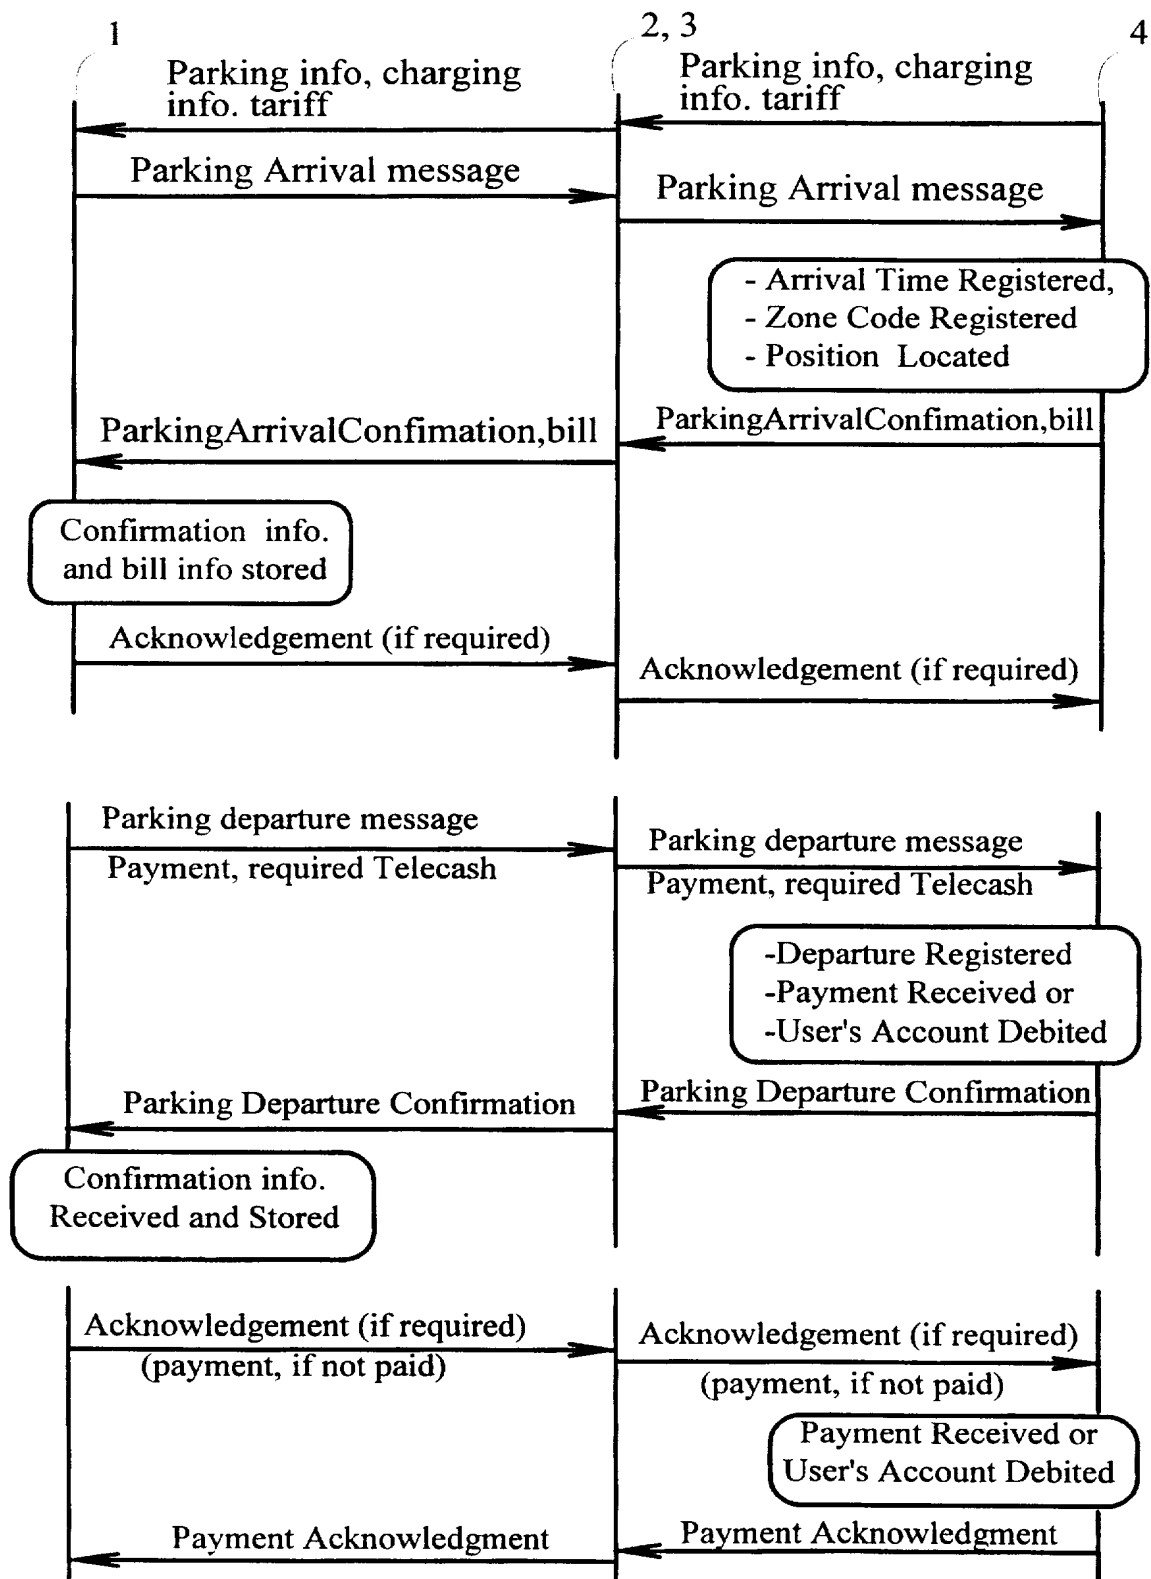 1
2, 3
4
Parking info, charging
info. tariff
Parking info, charging
info. tariff
Parking Arrival message
Parking Arrival message
- Arrival Time Registered,
- Zone Code Registered
- Position Located
ParkingArrivalConfimation,bill
ParkingArrivalConfimation,bill
Confirmation info.
and bill info stored
Acknowledgement (if required)
Acknowledgement (if required)
Parking departure message
Payment, required Telecash
Parking departure message
Payment, required Telecash
-Departure Registered
-Payment Received or
-User's Account Debited
Parking Departure Confirmation
Parking Departure Confirmation
Confirmation info.
Received and Stored
Acknowledgement (if required)
(payment, if not paid)
Acknowledgement (if required)
(payment, if not paid)
Payment Received or
User's Account Debited
Payment Acknowledgment
Payment Acknowledgment